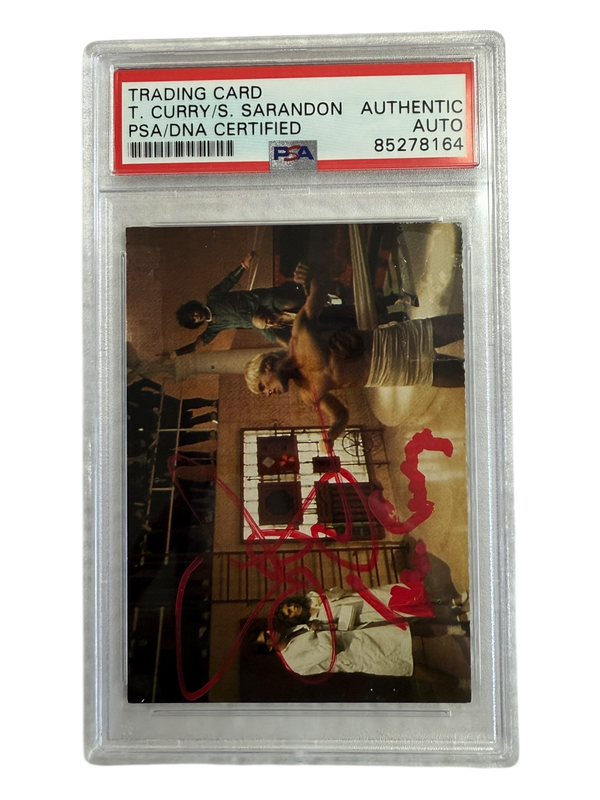 TRADING CARD
T. CURRY/S. SARANDON AUTHENTIC
PSA/DNA CERTIFIED AUTO
85278164
PSA